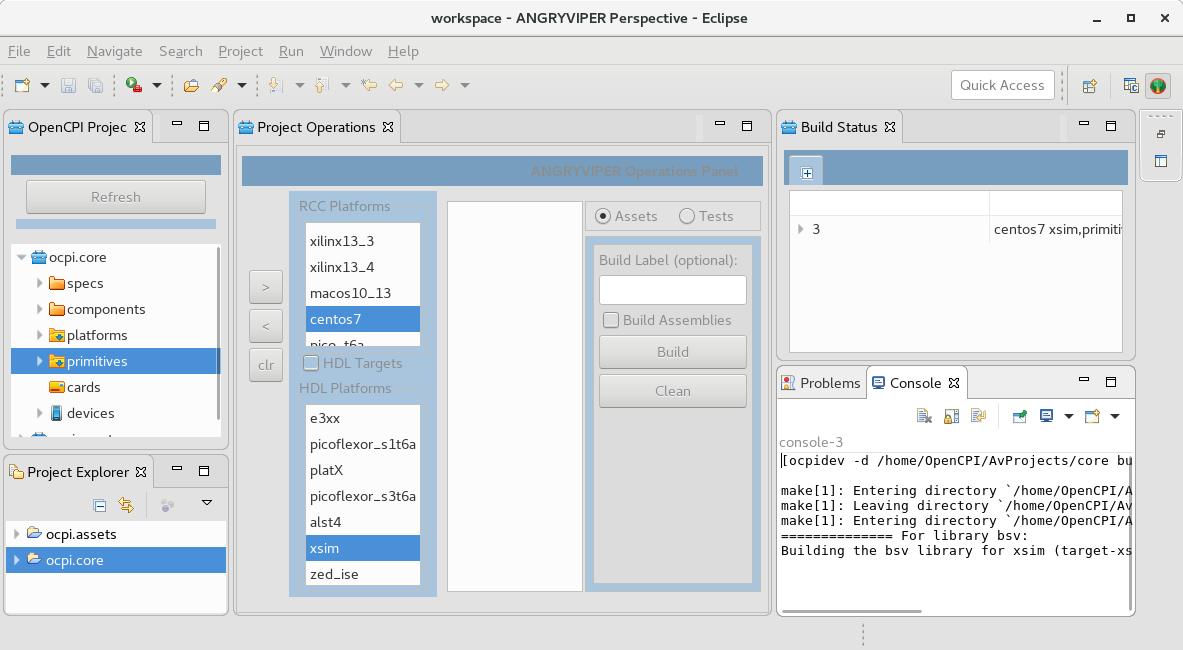 workspace - ANGRYVIPER Perspective - Eclipse
File Edit Navigate Search Project Run Window Help
Quick Access
OpenCPI Projec
Refresh
ocpi.core
specs
components
platforms
primitives
cards
devices
Project Explorer
ocpi.assets
ocpi.core
Project Operations
ANGRYVIPER Operations Panel
>
<
clr
RCC Platforms
xilinx13_3
xilinx13_4
macos10_13
centos7
pico_t6a
HDL Targets
HDL Platforms
e3xx
picoflexor_s1t6a
platX
picoflexor_s3t6a
alst4
xsim
zed_ise
Assets Tests
Build Label (optional):
Build Assemblies
Build
Clean
Build Status
3 centos7 xsim,primiti
Problems Console
console-3
[ocpidev -d /home/OpenCPI/AvProjects/core bu
make[1]: Entering directory `/home/OpenCPI/A
make[1]: Leaving directory `/home/OpenCPI/Av
make[1]: Entering directory `/home/OpenCPI/A
============== For library bsv:
Building the bsv library for xsim (target-xs